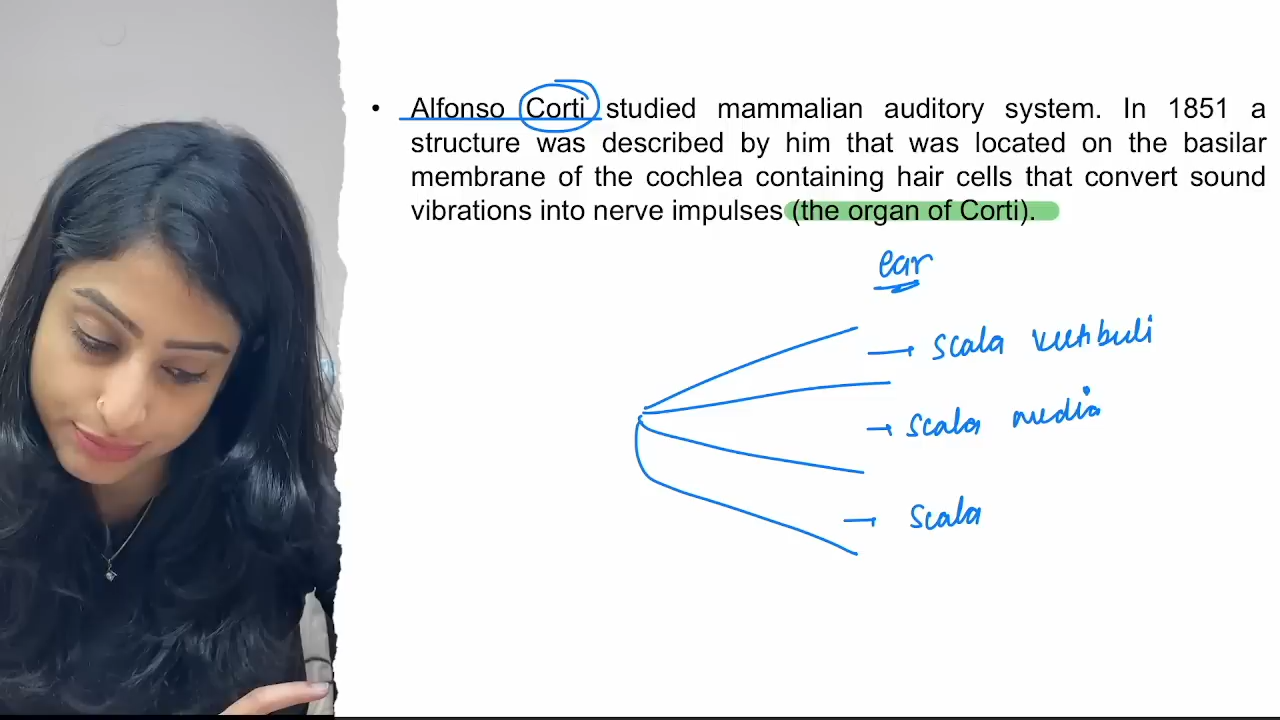 • Alfonso Corti studied mammalian auditory system. In 1851 a
structure was described by him that was located on the basilar
membrane of the cochlea containing hair cells that convert sound
vibrations into nerve impulses (the organ of Corti).
ear
→ scala
→ scala media
→ scala